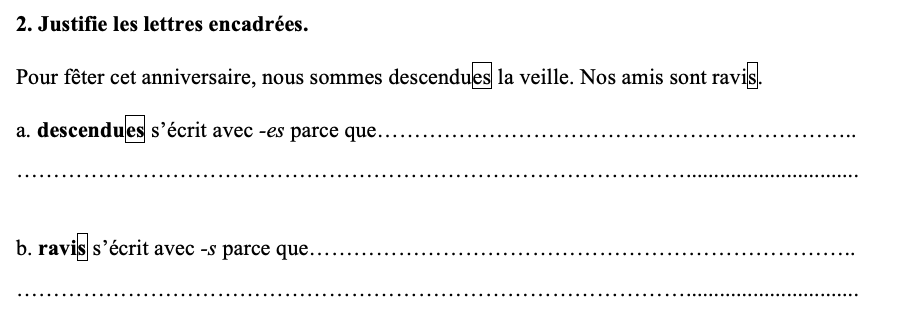 2. Justifie les lettres encadrées.
Pour fêter cet anniversaire, nous sommes descendues la veille. Nos amis sont ravis.
a. descendues s’écrit avec -es parce que…………………………………………………………………..
…………………………………………………………………………………................................
b. ravis s’écrit avec -s parce que……………………………………………………………………………..
…………………………………………………………………………………................................